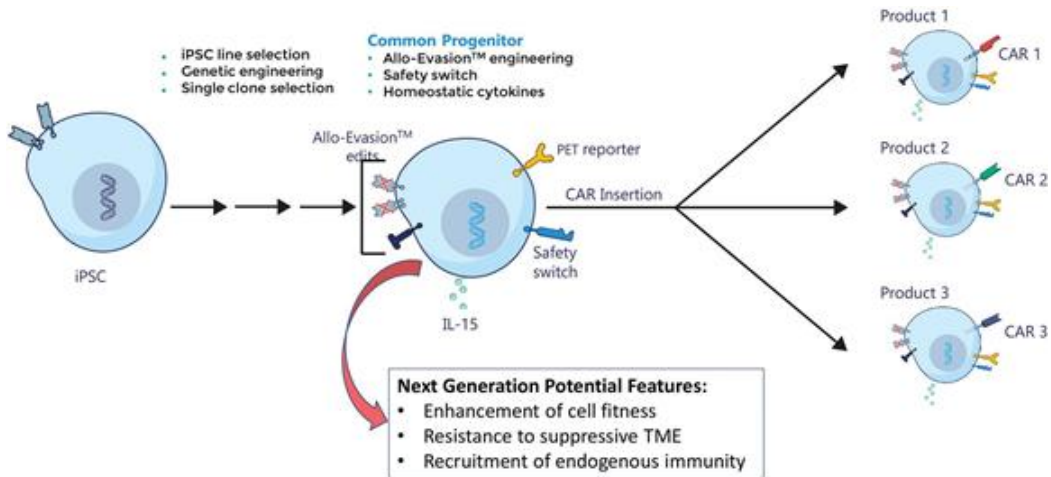 • iPSC line selection
• Genetic engineering
• Single clone selection
Common Progenitor
• Allo-Evasion™ engineering
• Safety switch
• Homeostatic cytokines
iPSC
Allo-Evasion™
edits
PET reporter
Safety
switch
IL-15
CAR Insertion
Product 1
CAR 1
Product 2
CAR 2
Product 3
CAR 3
Next Generation Potential Features:
• Enhancement of cell fitness
• Resistance to suppressive TME
• Recruitment of endogenous immunity